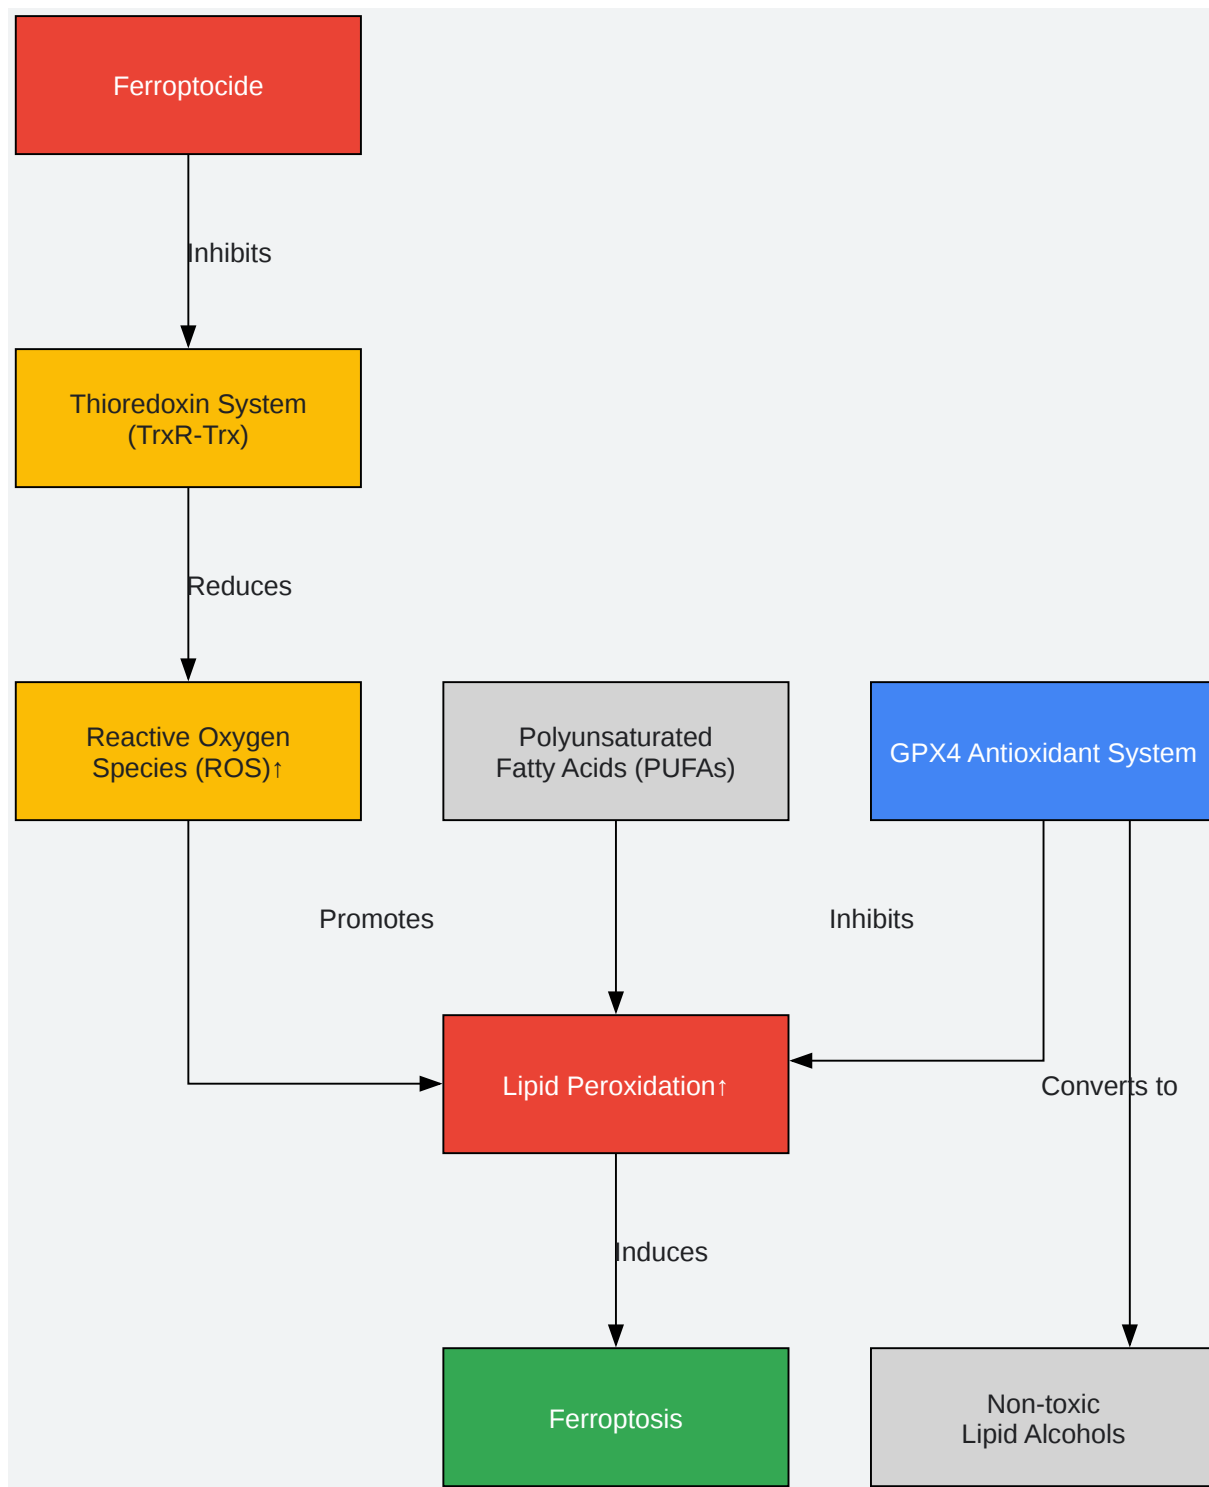 Ferroptocide
Inhibits
Thioredoxin System
(TrxR-Trx)
Reduces
Reactive Oxygen
Species (ROS)↑
Polyunsaturated
Fatty Acids (PUFAs)
GPX4 Antioxidant System
Promotes
Inhibits
Lipid Peroxidation↑
Converts to
Induces
Ferroptosis
Non-toxic
Lipid Alcohols